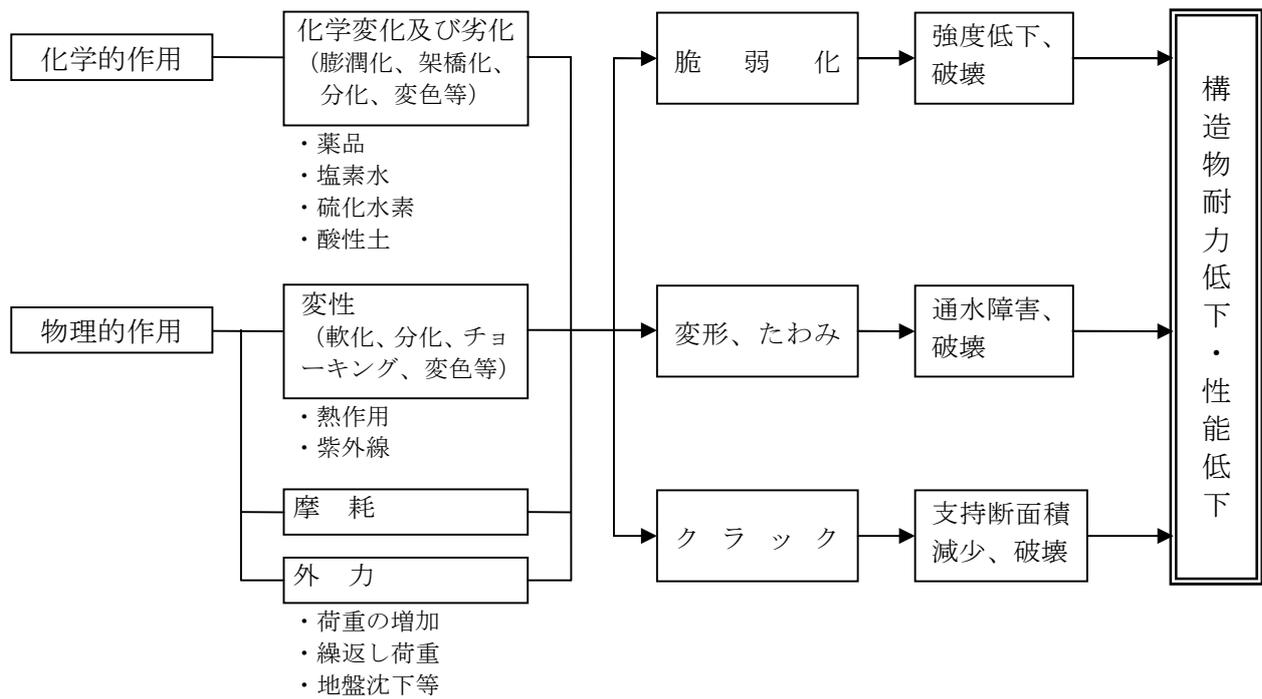 化学的作用
化学変化及び劣化
（膨潤化、架橋化、
分化、変色等）
・薬品
・塩素水
・硫化水素
・酸性土
物理的作用
変性
（軟化、分化、チョ
ーキング、変色等）
・熱作用
・紫外線
摩　耗
外　力
・荷重の増加
・繰返し荷重
・地盤沈下等
脆　弱　化
強度低下、
破壊
変形、たわみ
通水障害、
破壊
ク　ラ　ッ　ク
支持断面積
減少、破壊
構造物耐力低下・性能低下